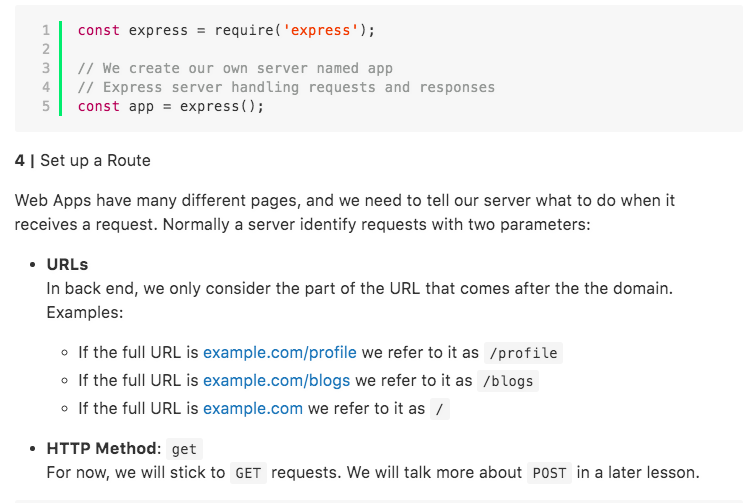 1 const express = require('express');
2
3 // We create our own server named app
4 // Express server handling requests and responses
5 const app = express();
4 | Set up a Route
Web Apps have many different pages, and we need to tell our server what to do when it
receives a request. Normally a server identify requests with two parameters:
• URLs
In back end, we only consider the part of the URL that comes after the the domain.
Examples:
◦ If the full URL is example.com/profile we refer to it as /profile
◦ If the full URL is example.com/blogs we refer to it as /blogs
◦ If the full URL is example.com we refer to it as /
• HTTP Method: get
For now, we will stick to GET requests. We will talk more about POST in a later lesson.